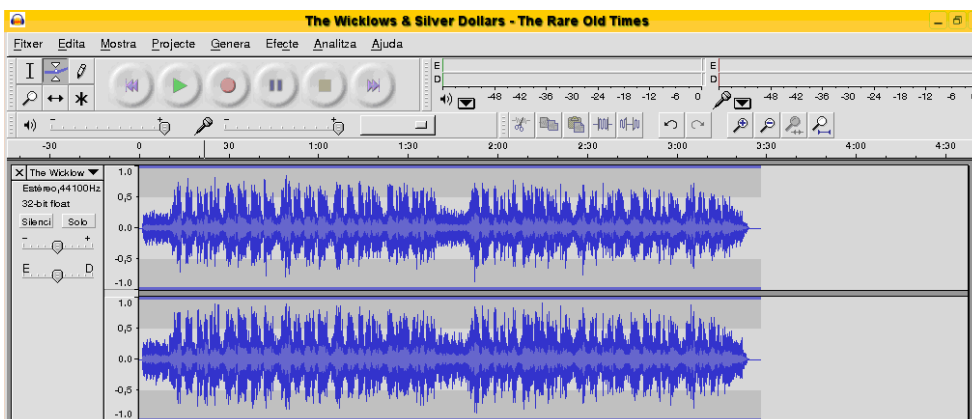 The Wicklows & Silver Dollars - The Rare Old Times
Fitxer Edita Mostra Projecte Genera Efecte Analitza Ajuda
E
D
-48 -42 -36 -30 -24 -18 -12 -6 0
E
D
-48 -42 -36 -30 -24 -18 -12 -6
- +
- +
-30 0 30 1:00 1:30 2:00 2:30 3:00 3:30 4:00 4:30
X The Wicklow
Estéreo,44100Hz
32-bit float
Silenci Solo
- +
E D
1.0
0,5
0.0
-0,5
-1.0
1.0
0,5
0.0
-0,5
-1.0